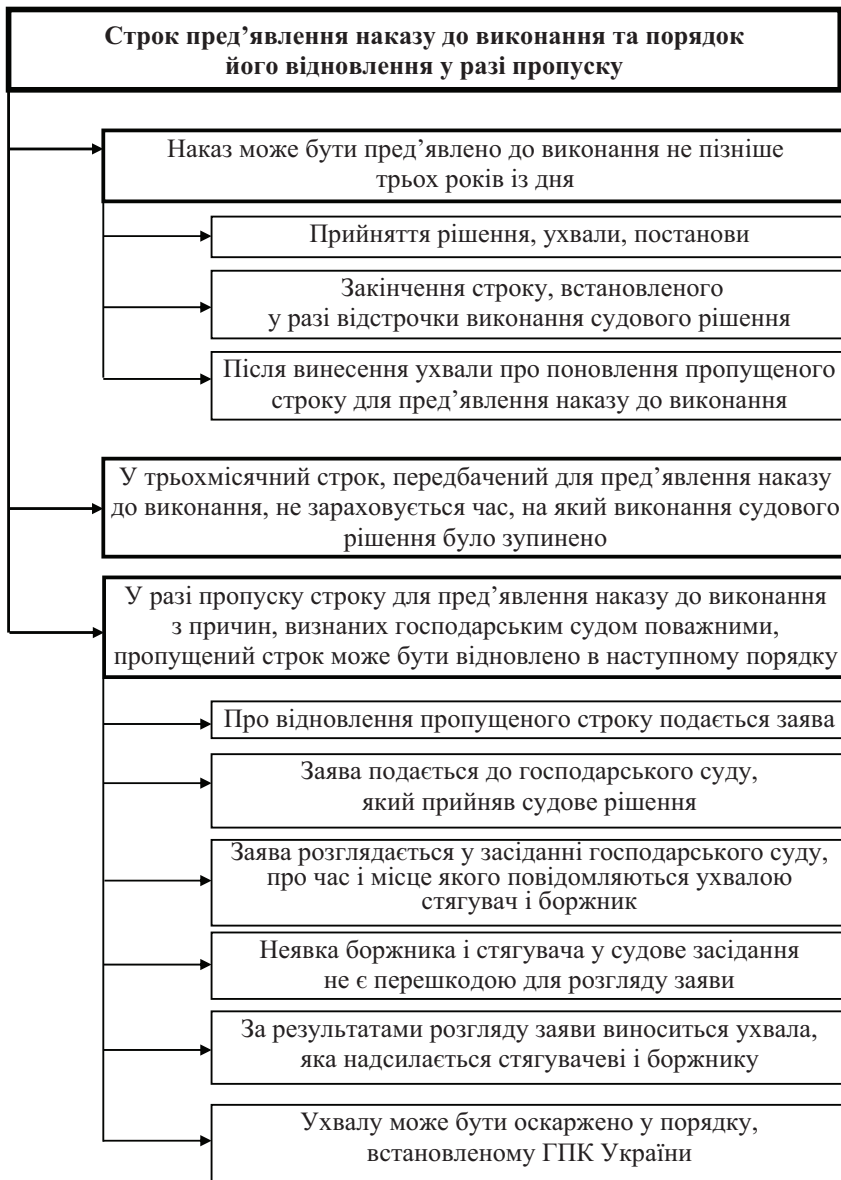 Строк пред’явлення наказу до виконання та порядок
його відновлення у разі пропуску
Наказ може бути пред’явлено до виконання не пізніше
трьох років із дня
Прийняття рішення, ухвали, постанови
Закінчення строку, встановленого
у разі відстрочки виконання судового рішення
Після винесення ухвали про поновлення пропущеного
строку для пред’явлення наказу до виконання
У трьохмісячний строк, передбачений для пред’явлення наказу
до виконання, не зараховується час, на який виконання судового
рішення було зупинено
У разі пропуску строку для пред’явлення наказу до виконання
з причин, визнаних господарським судом поважними,
пропущений строк може бути відновлено в наступному порядку
Про відновлення пропущеного строку подається заява
Заява подається до господарського суду,
який прийняв судове рішення
Заява розглядається у засіданні господарського суду,
про час і місце якого повідомляються ухвалою
стягувач і боржник
Неявка боржника і стягувача у судове засідання
не є перешкодою для розгляду заяви
За результатами розгляду заяви виноситься ухвала,
яка надсилається стягувачеві і боржнику
Ухвалу може бути оскаржено у порядку,
встановленому ГПК України